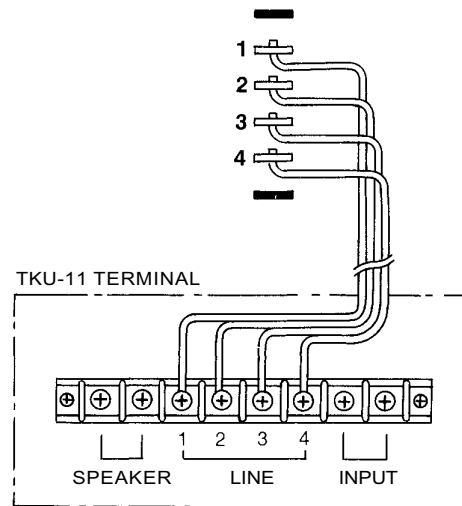 1
2
3
4
TKU-11 TERMINAL
1 2 3 4
SPEAKER LINE INPUT